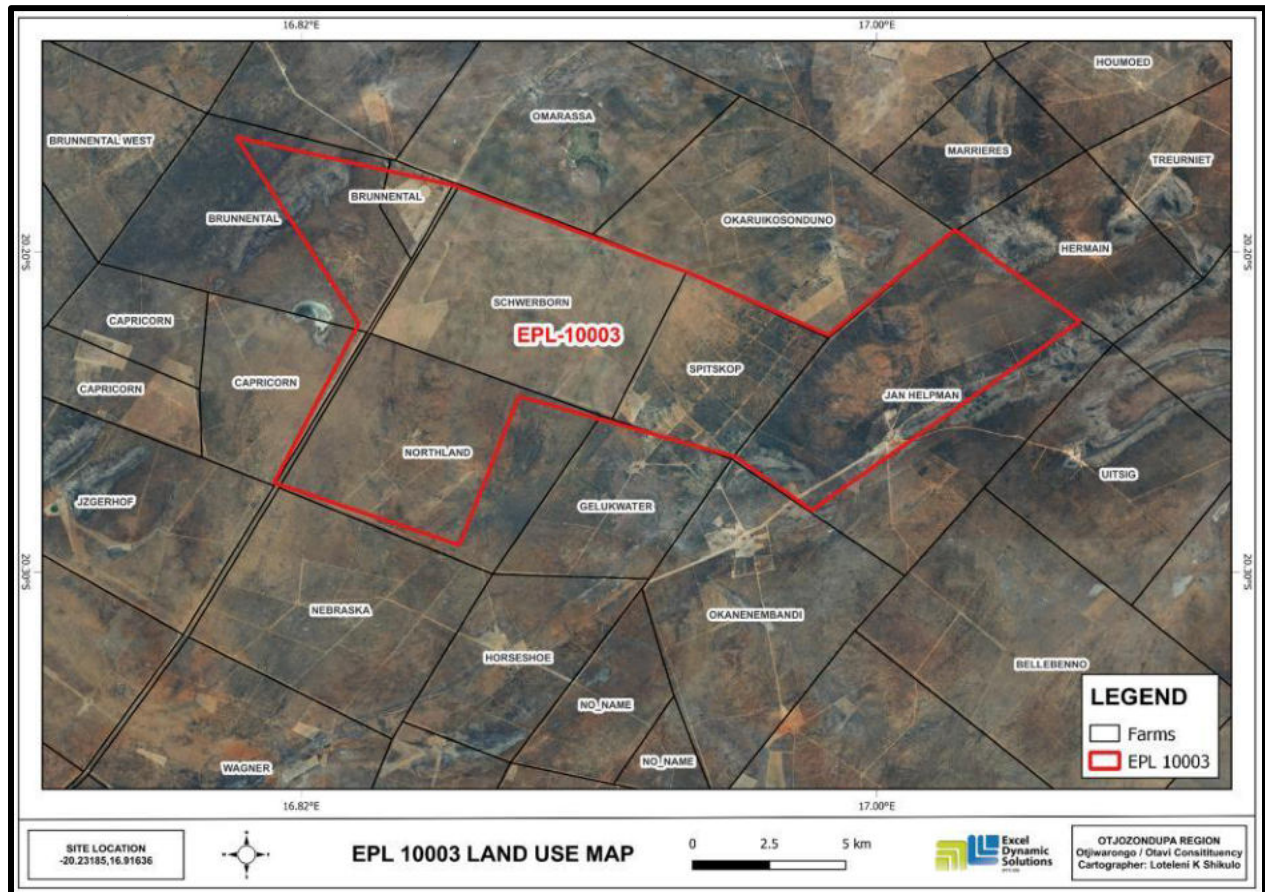 16.82°E
17.00°E
HOUMOED
OMARASSA
BRUNNENTAL WEST
MARRIERES
TREURNIET
BRUNNENTAL
BRUNNENTAL
OKARUIKOSONDUNO
20.20°S
20.20°S
HERMAIN
SCHWERBORN
CAPRICORN
EPL-10003
SPITSKOP
CAPRICORN
CAPRICORN
JAN HELPMAN
NORTHLAND
UITSIG
JZGERHOF
GELUKWATER
20.30°S
20.30°S
NEBRASKA
OKANENEMBANDI
HORSESHOE
BELLEBENNO
NO_NAME
NO_NAME
WAGNER
LEGEND
Farms
EPL 10003
16.82°E
17.00°E
SITE LOCATION
-20.23185,16.91636
EPL 10003 LAND USE MAP
0 2.5 5 km
Excel
Dynamic
Solutions
OTJOZONDUPA REGION
Otjiwarongo / Otavi Consitituency
Cartographer: Loteleni K Shikulo